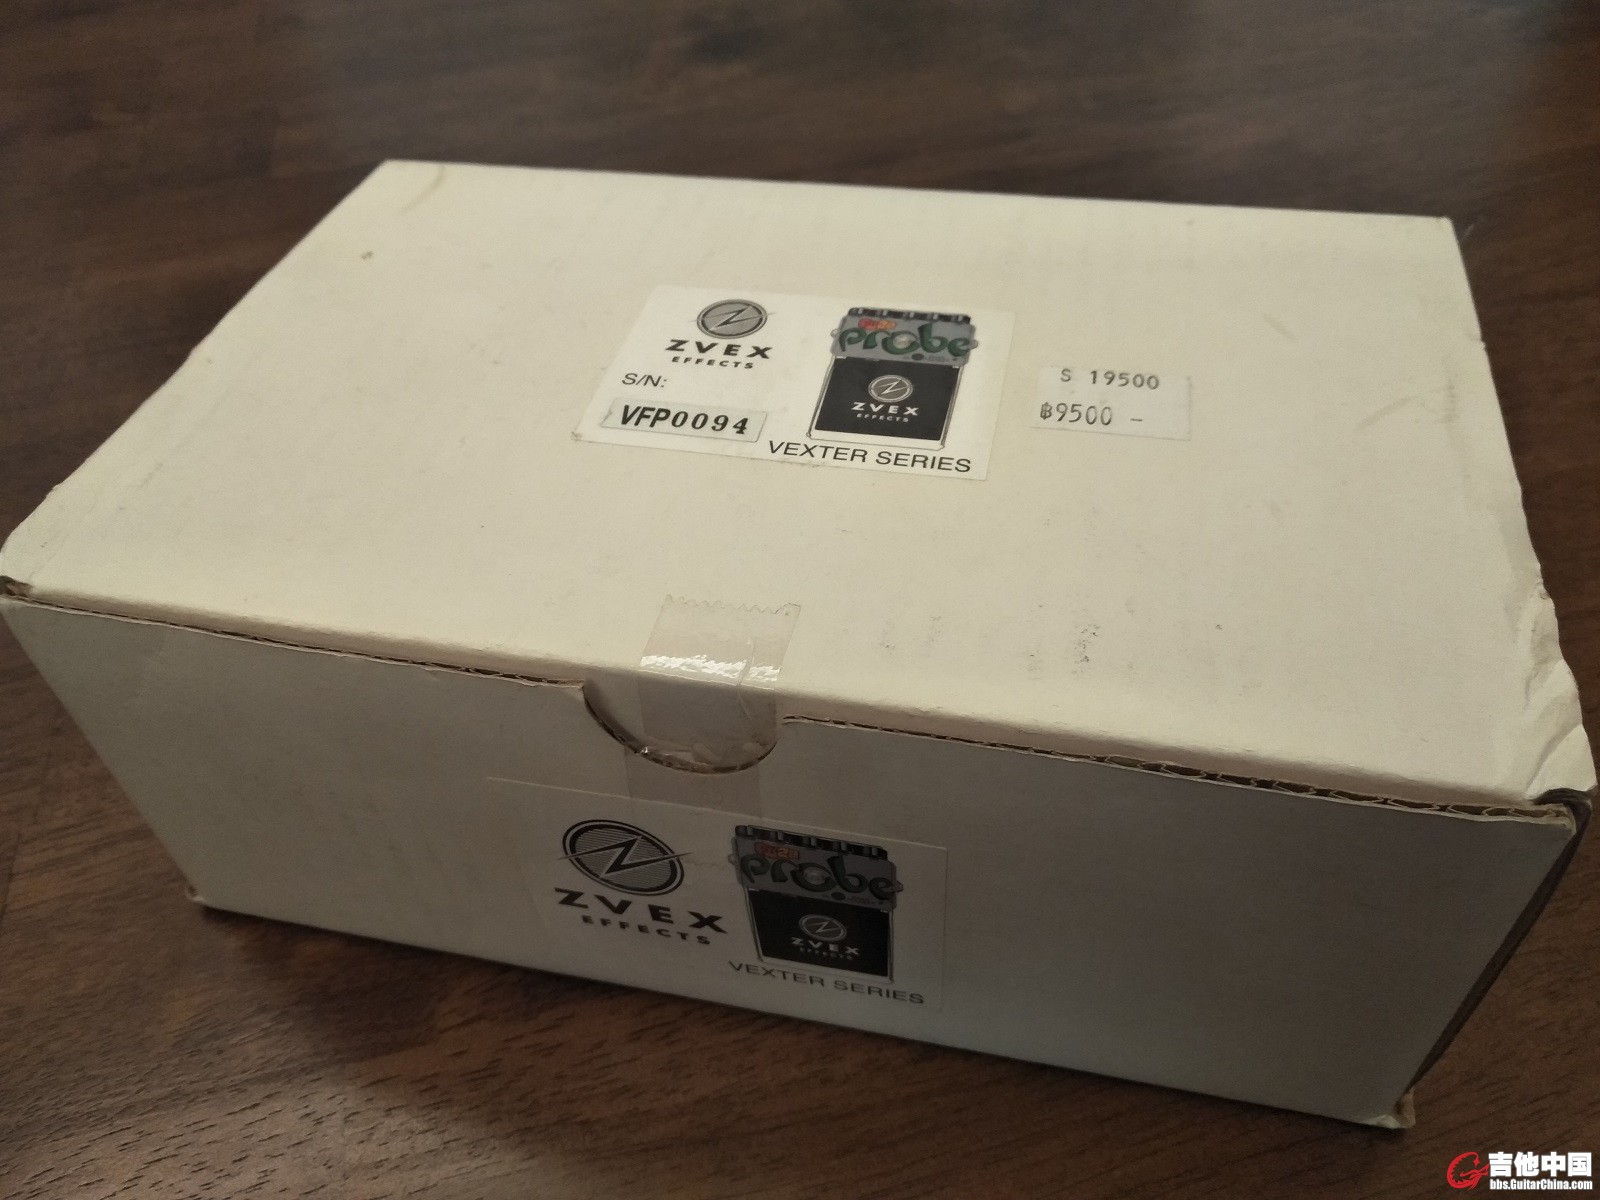 ZVEX
EFFECTS
S/N:
VFP0094
probe
ZVEX
EFFECTS
VEXTER SERIES
S 19500
฿9500 -
ZVEX
EFFECTS
probe
ZVEX
EFFECTS
VEXTER SERIES
吉他中国
bbs.GuitarChina.com